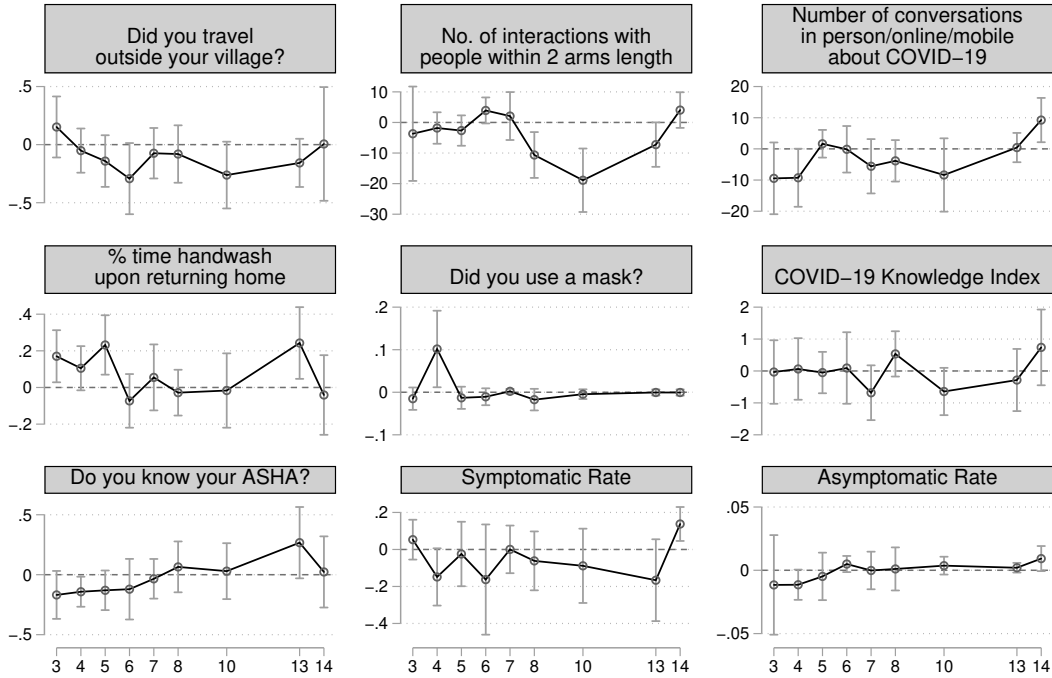 Did you travel
outside your village?
.5
0
−.5
No. of interactions with
people within 2 arms length
10
0
−10
−20
−30
Number of conversations
in person/online/mobile
about COVID−19
20
10
0
−10
−20
% time handwash
upon returning home
.4
.2
0
−.2
Did you use a mask?
.2
.1
0
−.1
COVID−19 Knowledge Index
2
1
0
−1
−2
Do you know your ASHA?
.5
0
−.5
3 4 5 6 7 8 10 13 14
Symptomatic Rate
.2
0
−.2
−.4
3 4 5 6 7 8 10 13 14
Asymptomatic Rate
.05
0
−.05
3 4 5 6 7 8 10 13 14